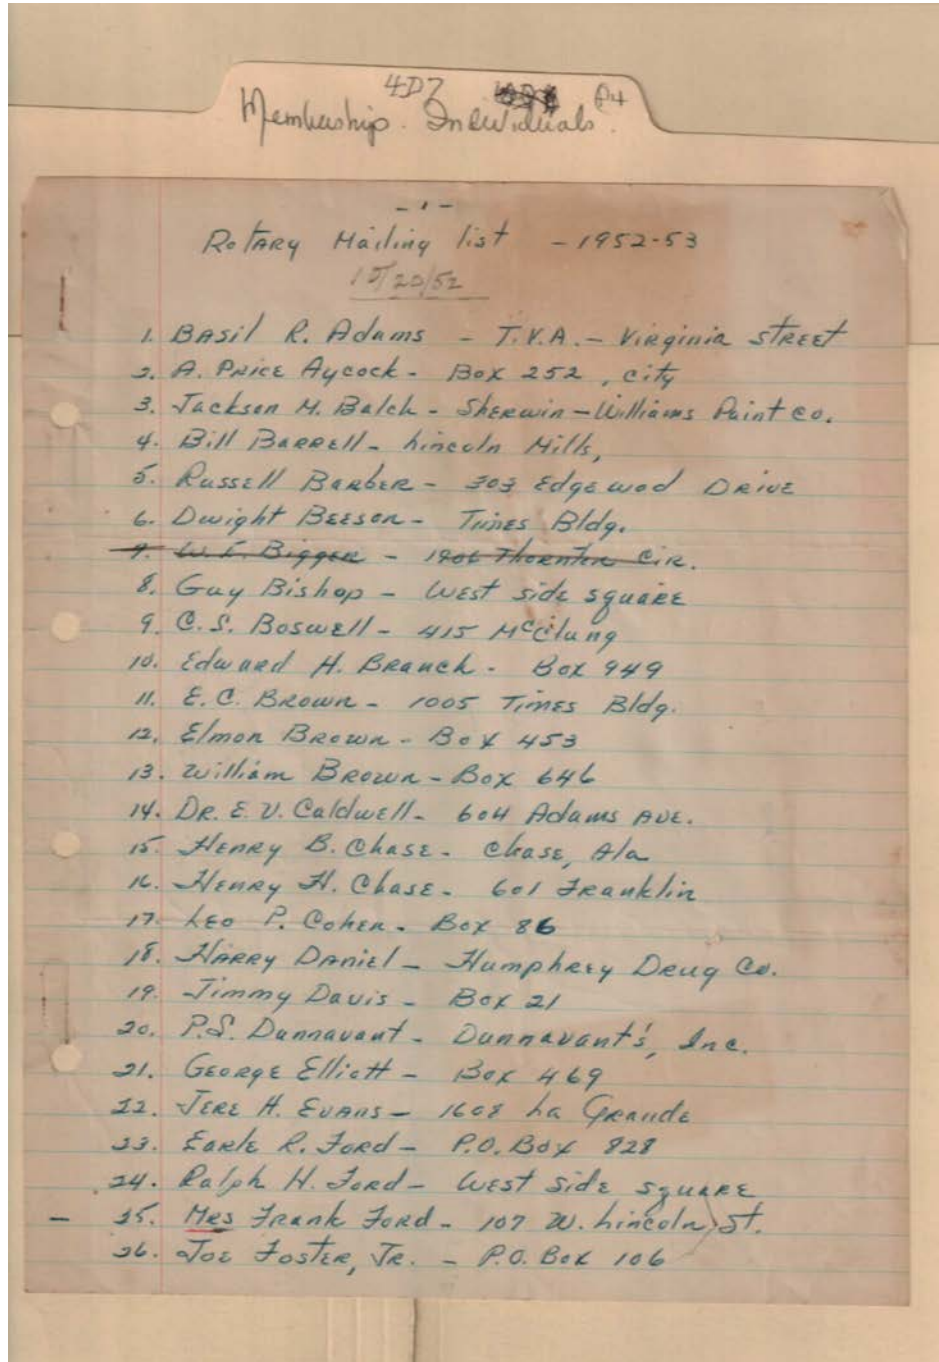 4D7 P4
Membership. Individuals.
- 1 -
Rotary Mailing list - 1952-53
10/20/52
1. Basil R. Adams - T.V.A. - Virginia Street
2. A. Price Aycock - Box 252, City
3. Jackson M. Balch - Sherwin-Williams Paint Co.
4. Bill Barrell - Lincoln Mills,
5. Russell Barber - 303 Edgewod Drive
6. Dwight Beeson - Times Bldg.
7. W. F. Bigger - 1906 Thornton Cir.
8. Guy Bishop - West side square
9. C. S. Boswell - 415 McClung
10. Edward H. Branch - Box 949
11. E. C. Brown - 1005 Times Bldg.
12. Elmon Brown - Box 453
13. William Brown - Box 646
14. Dr. E. V. Caldwell - 604 Adams Ave.
15. Henry B. Chase - Chase, Ala
16. Henry H. Chase - 601 Franklin
17. Leo P. Cohen - Box 86
18. Harry Daniel - Humphrey Drug Co.
19. Jimmy Davis - Box 21
20. P.S. Dunnavant - Dunnavant's, Inc.
21. George Elliott - Box 469
22. Jere H. Evans - 1608 La Grande
23. Earle R. Ford - P.O. Box 828
24. Ralph H. Ford - West side square
- 25. Mrs Frank Ford - 107 W. Lincoln St.
26. Joe Foster, Jr. - P.O. Box 106